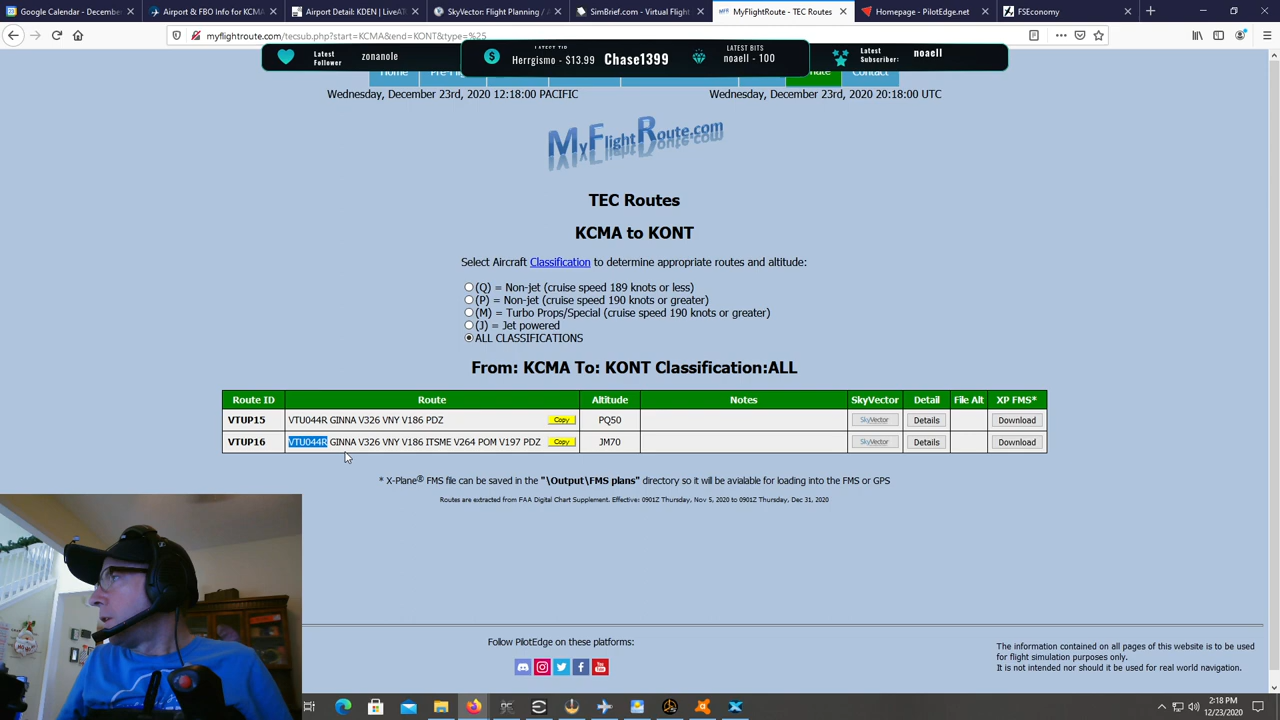 Google Calendar - Decembe
Airport & FBO Info for KCMA
Airport Detail: KDEN | LiveAT
SkyVector: Flight Planning / A
SimBrief.com - Virtual Flight
MyFlightRoute - TEC Routes
Homepage - PilotEdge.net
FSEconomy
myflightroute.com/tecsub.php?start=KCMA&end=KONT&type=%25
Latest Follower
zonanole
LATEST TIP
Herrgismo - $13.99
Chase1399
LATEST BITS
noaell - 100
Latest Subscriber:
noaell
Home
Contact
Wednesday, December 23rd, 2020 12:18:00 PACIFIC
Wednesday, December 23rd, 2020 20:18:00 UTC
MyFlightRoute.com
TEC Routes
KCMA to KONT
Select Aircraft Classification to determine appropriate routes and altitude:
(Q) = Non-jet (cruise speed 189 knots or less)
(P) = Non-jet (cruise speed 190 knots or greater)
(M) = Turbo Props/Special (cruise speed 190 knots or greater)
(J) = Jet powered
ALL CLASSIFICATIONS
From: KCMA To: KONT Classification:ALL
Route ID Route Altitude Notes SkyVector Detail File Alt XP FMS*
VTUP15 VTU044R GINNA V326 VNY V186 PDZ Copy PQ50 SkyVector Details Download
VTUP16 VTU044R GINNA V326 VNY V186 ITSME V264 POM V197 PDZ Copy JM70 SkyVector Details Download
* X-Plane® FMS file can be saved in the "\Output\FMS plans" directory so it will be avialable for loading into the FMS or GPS
Routes are extracted from FAA Digital Chart Supplement. Effective: 0901Z Thursday, Nov 5, 2020 to 0901Z Thursday, Dec 31, 2020
Follow PilotEdge on these platforms:
The information contained on all pages of this website is to be used
for flight simulation purposes only.
It is not intended nor should it be used for real world navigation.
2:18 PM
12/23/2020